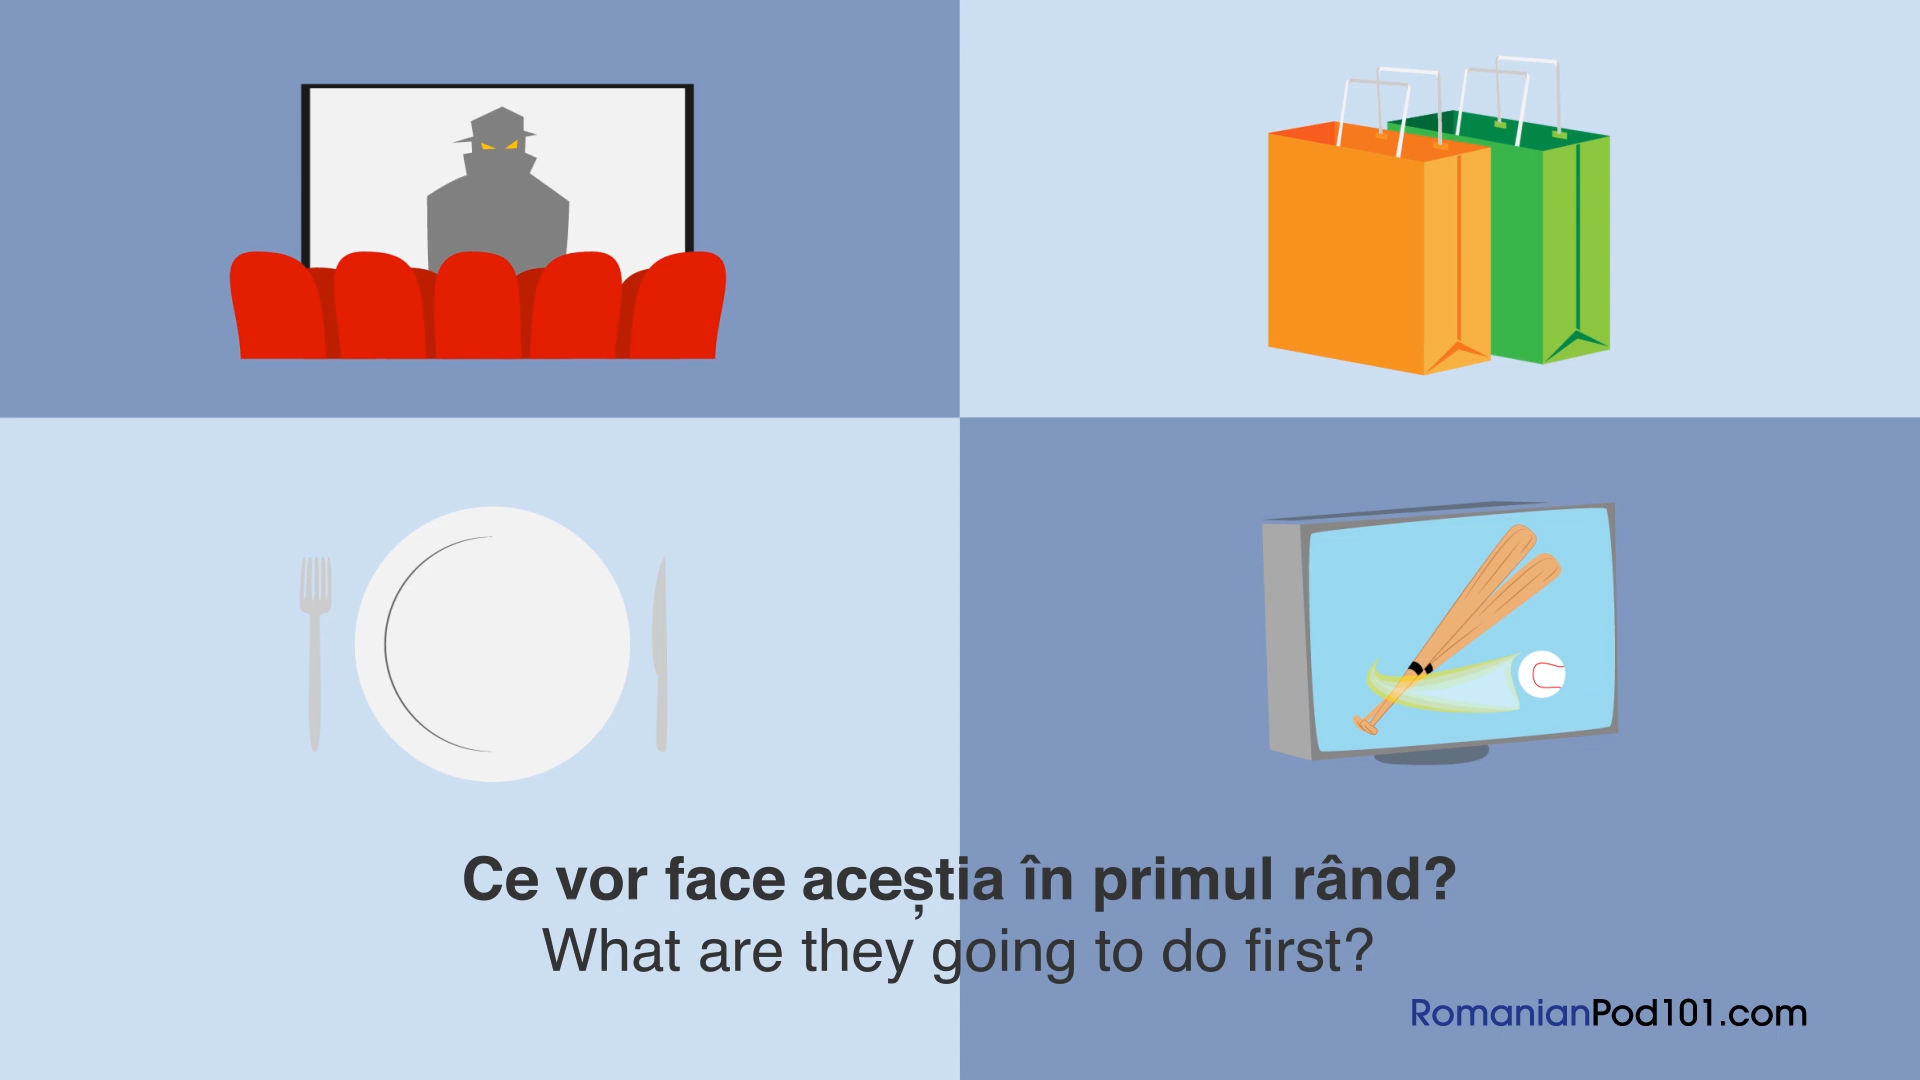 Ce vor face aceștia în primul rând?
What are they going to do first?
RomanianPod101.com